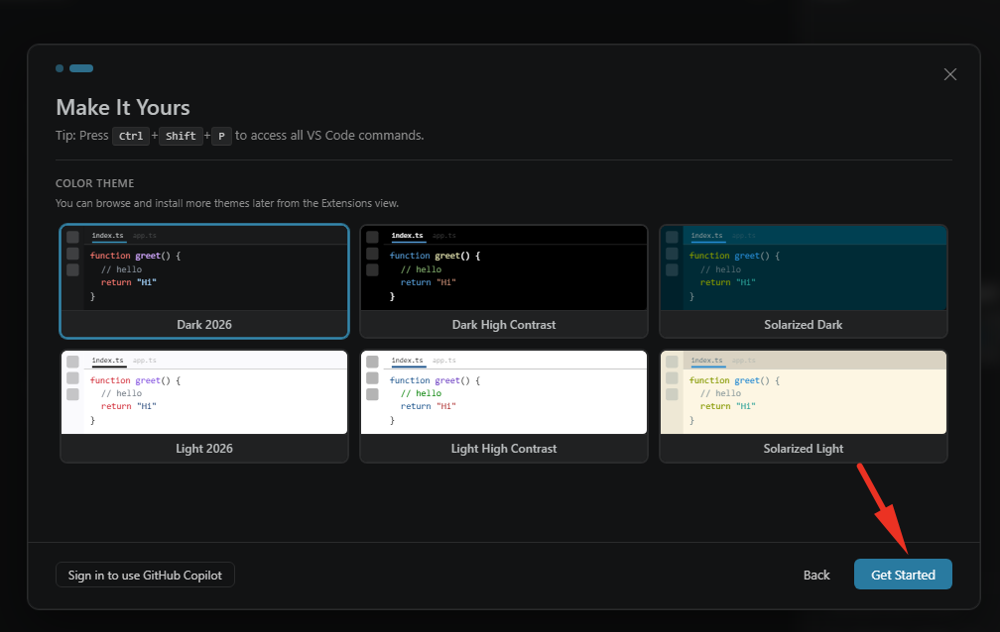 Make It Yours
Tip: Press Ctrl + Shift + P to access all VS Code commands.
COLOR THEME
You can browse and install more themes later from the Extensions view.
index.ts app.ts
function greet() {
// hello
return "Hi"
}
Dark 2026
index.ts app.ts
function greet() {
// hello
return "Hi"
}
Dark High Contrast
index.ts app.ts
function greet() {
// hello
return "Hi"
}
Solarized Dark
index.ts app.ts
function greet() {
// hello
return "Hi"
}
Light 2026
index.ts app.ts
function greet() {
// hello
return "Hi"
}
Light High Contrast
index.ts app.ts
function greet() {
// hello
return "Hi"
}
Solarized Light
Sign in to use GitHub Copilot
Back
Get Started